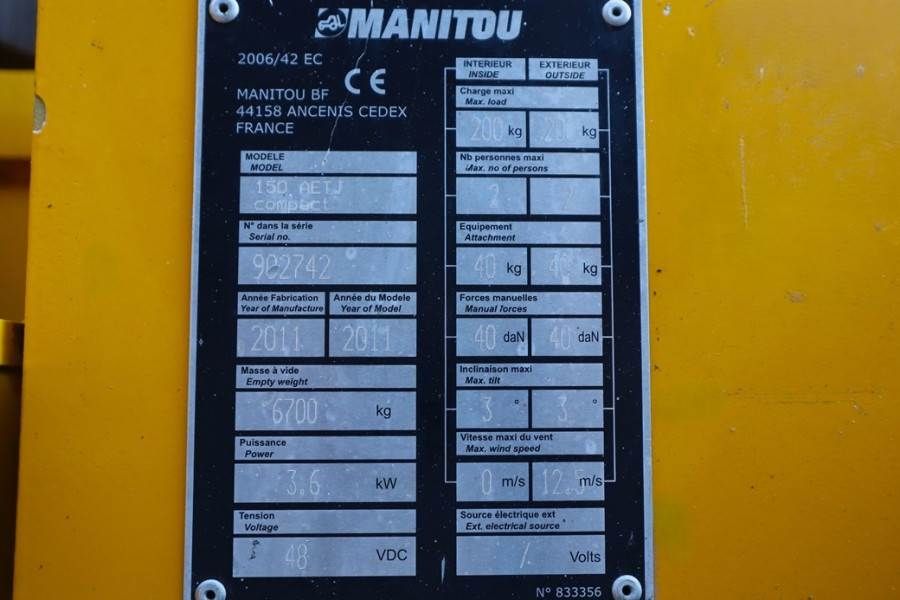 MANITOU
2006/42 EC
CE
MANITOU BF
44158 ANCENIS CEDEX
FRANCE
MODELE
MODEL
150 AETJ
compact
N° dans la série
Serial no.
902742
Année Fabrication
Year of Manufacture
Année du Modele
Year of Model
2011
2011
Masse à vide
Empty weight
6700 kg
Puissance
Power
3.6 kW
Tension
Voltage
48 VDC
INTERIEUR
INSIDE
EXTERIEUR
OUTSIDE
Charge maxi
Max. load
200 kg
kg
Nb personnes maxi
Max. no of persons
2
2
Equipement
Attachment
40 kg
kg
Forces manuelles
Manual forces
40 daN
40 daN
Inclinaison maxi
Max. tilt
3 °
3 °
Vitesse maxi du vent
Max. wind speed
0 m/s
12.5 m/s
Source électrique ext
Ext. electrical source
/ Volts
N° 833356